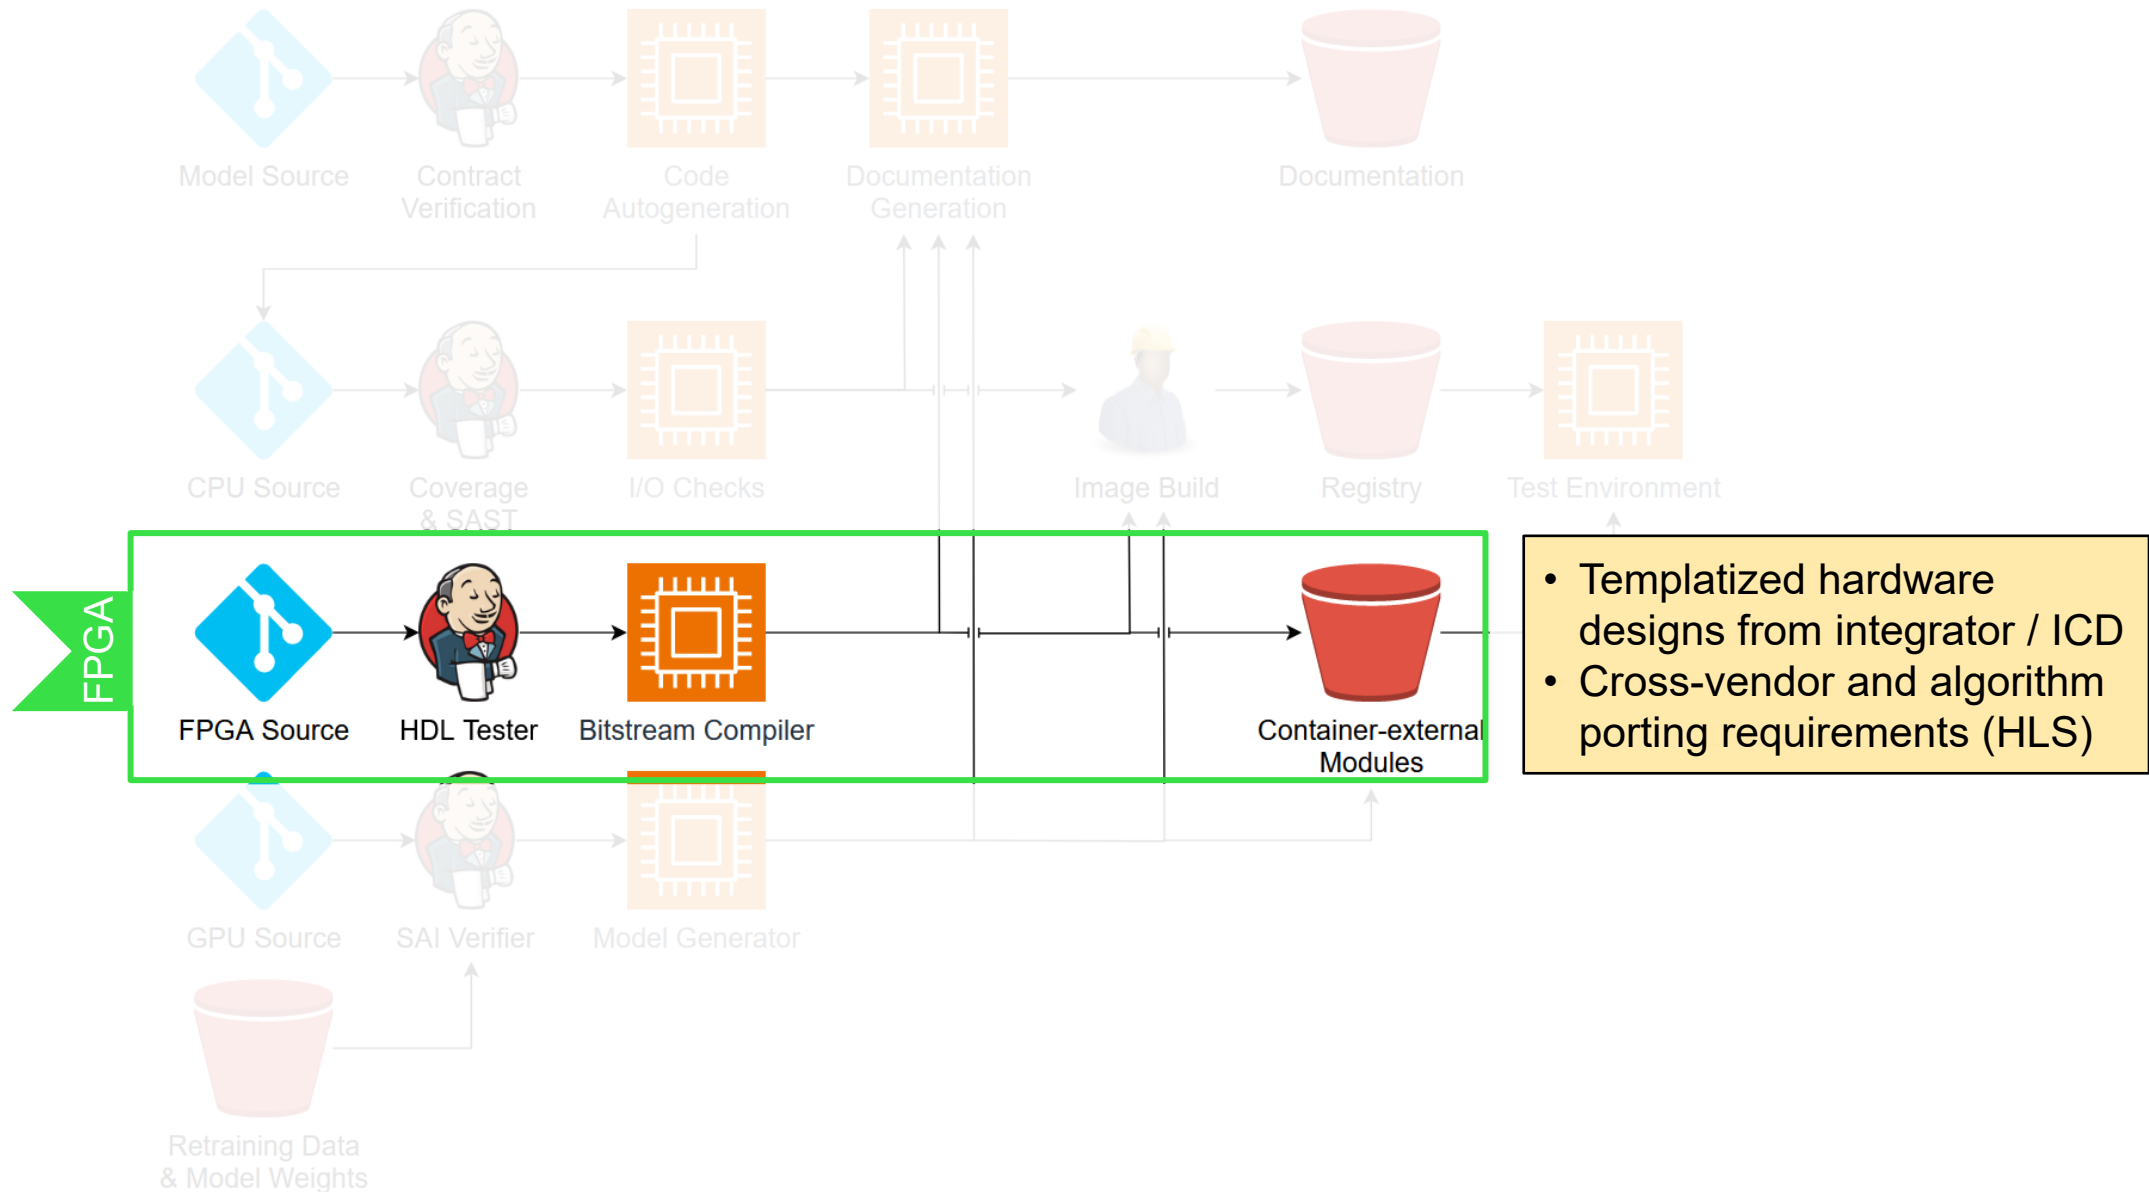 Model Source
Contract
Verification
Code
Autogeneration
Documentation
Generation
Documentation
CPU Source
Coverage
& SAST
I/O Checks
Image Build
Registry
Test Environment
FPGA
FPGA Source
HDL Tester
Bitstream Compiler
Container-external
Modules
• Templatized hardware
designs from integrator / ICD
• Cross-vendor and algorithm
porting requirements (HLS)
GPU Source
SAI Verifier
Model Generator
Retraining Data
& Model Weights